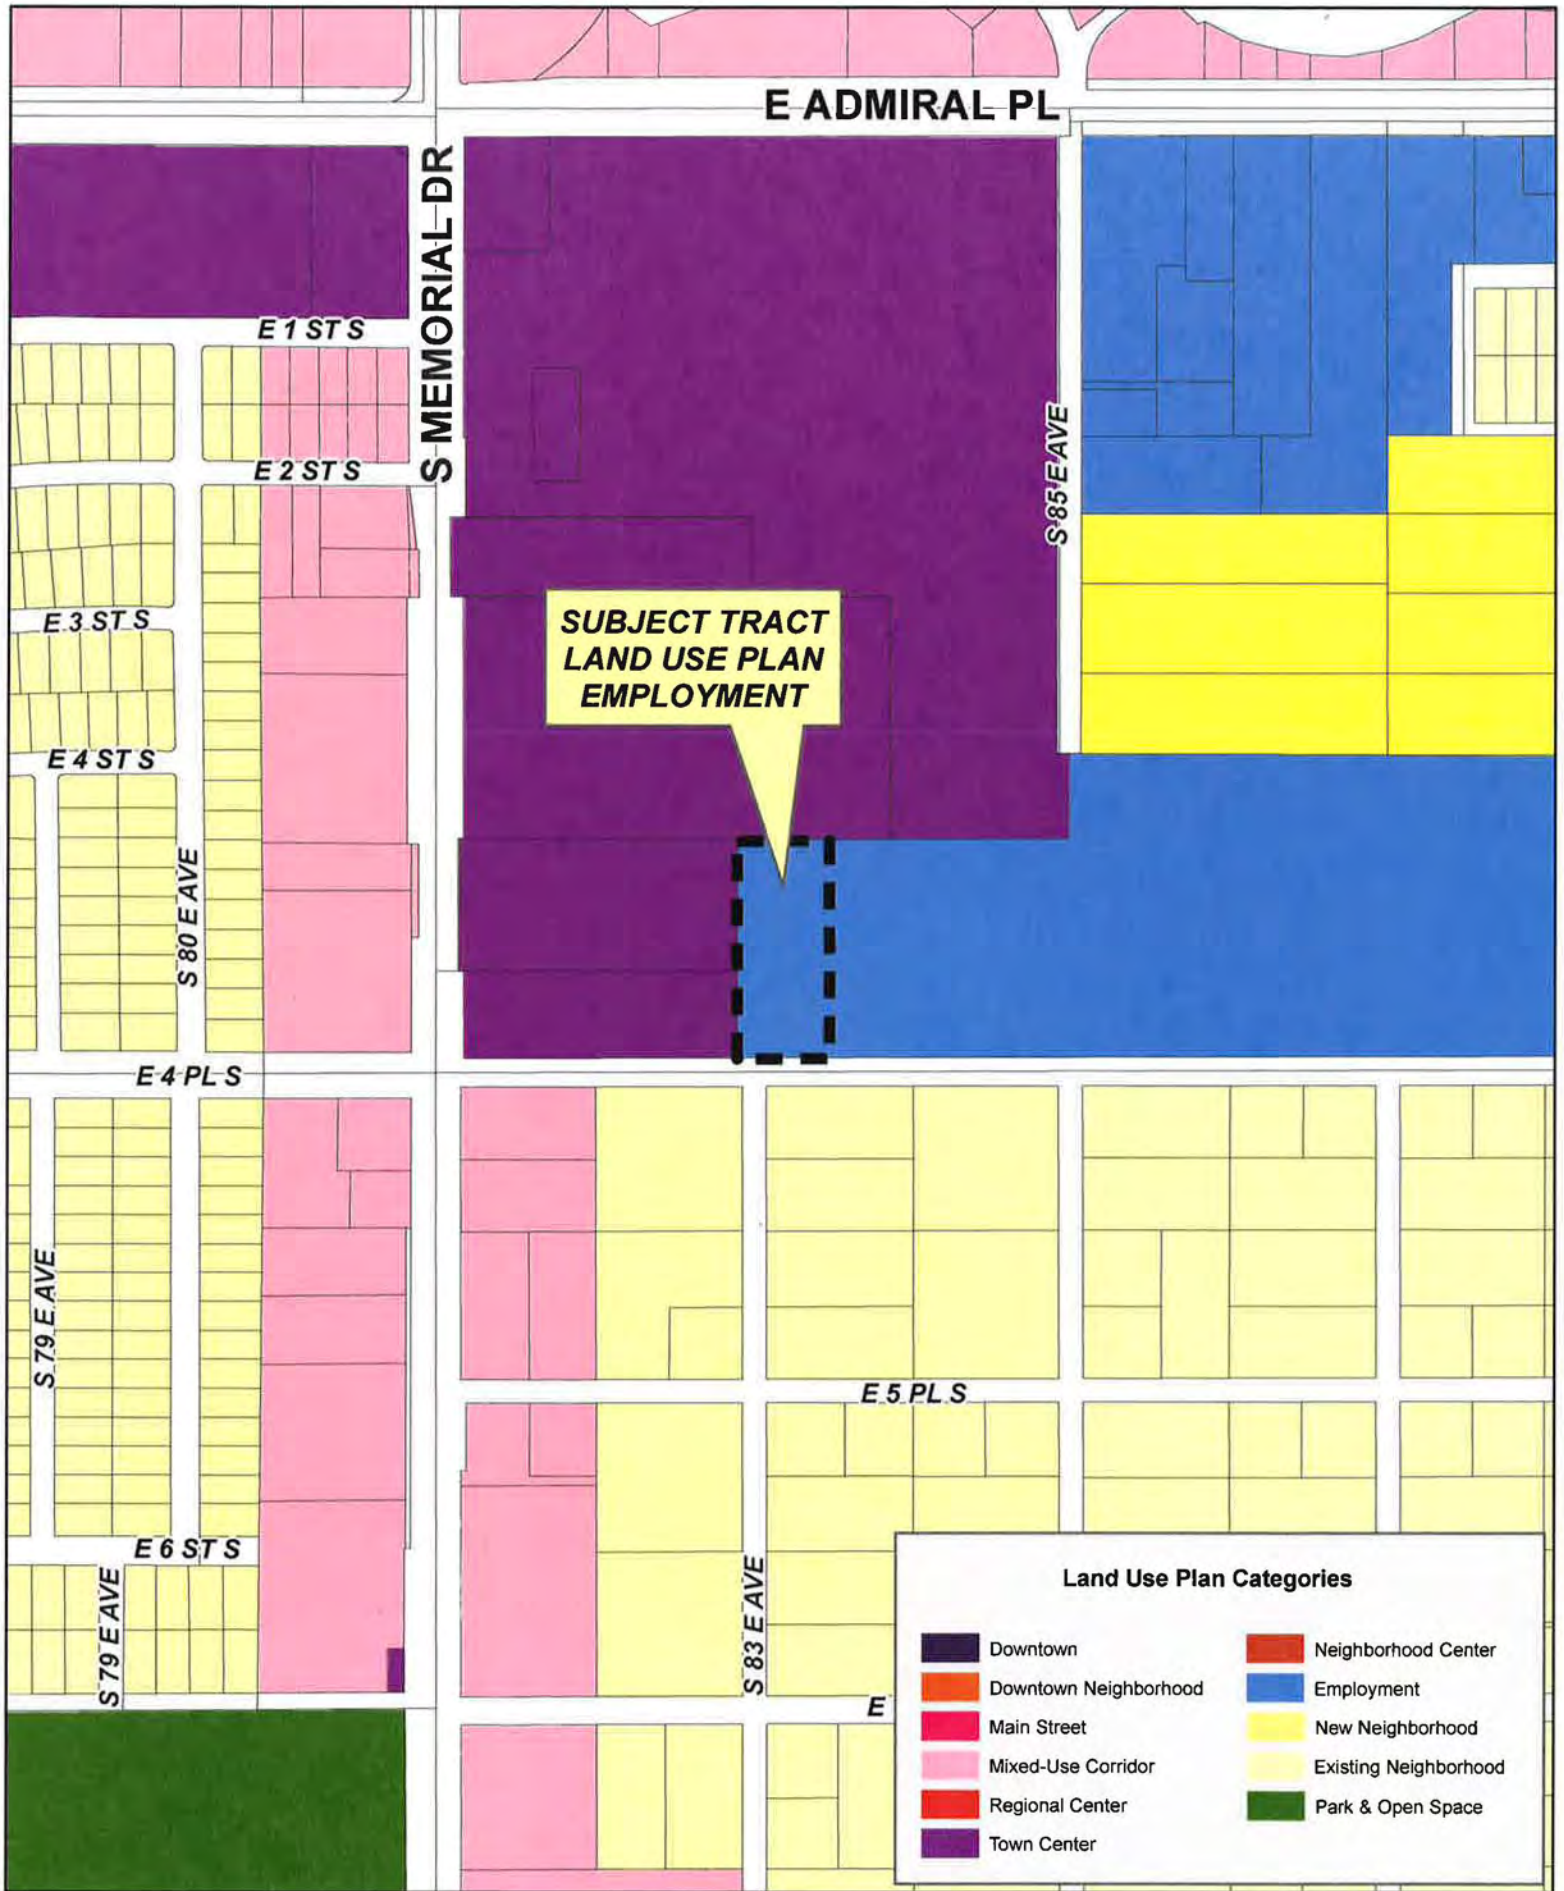 E ADMIRAL PL
S MEMORIAL DR
E 1 ST S
E 2 ST S
S 85 E AVE
SUBJECT TRACT
LAND USE PLAN
EMPLOYMENT
E 3 ST S
E 4 ST S
S 80 E AVE
E 4 PL S
S 79 E AVE
E 5 PL S
E 6 ST S
S 79 E AVE
S 83 E AVE
E
Land Use Plan Categories
Downtown
Downtown Neighborhood
Main Street
Mixed-Use Corridor
Regional Center
Town Center
Neighborhood Center
Employment
New Neighborhood
Existing Neighborhood
Park & Open Space